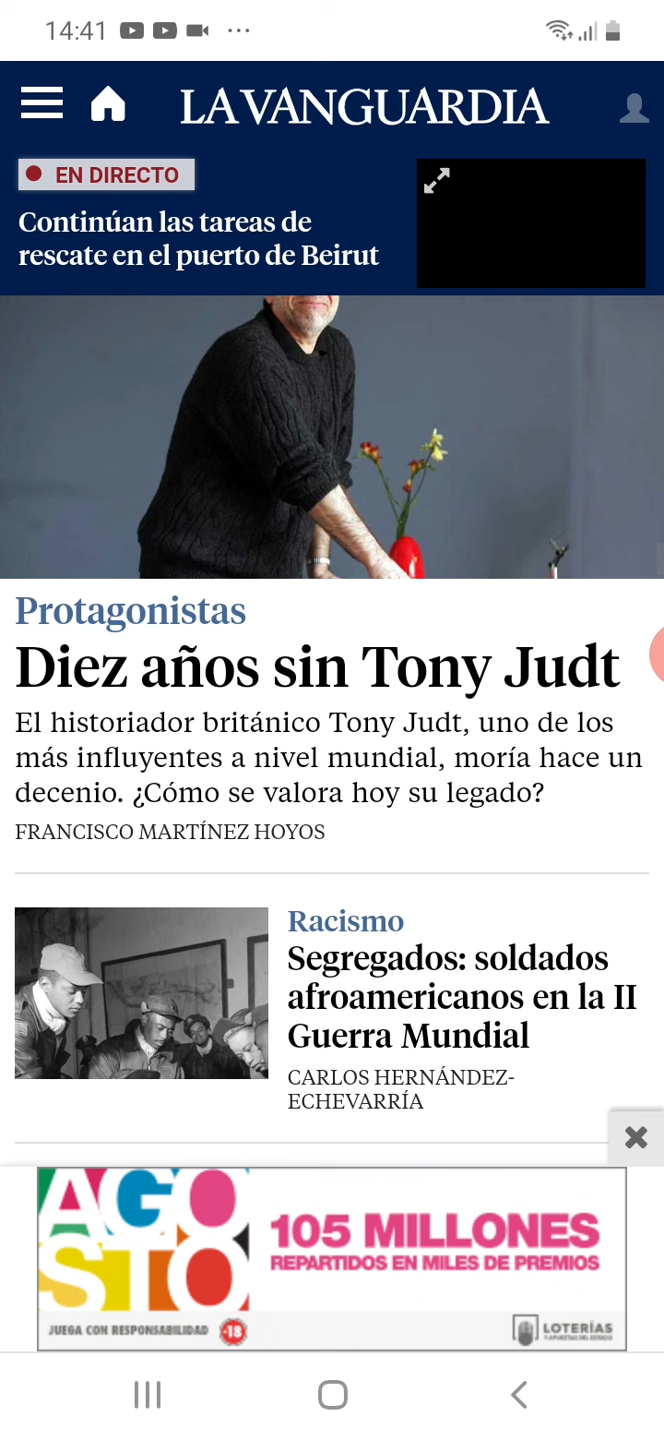 14:41
LA VANGUARDIA
EN DIRECTO
Continúan las tareas de
rescate en el puerto de Beirut
Protagonistas
Diez años sin Tony Judt
El historiador británico Tony Judt, uno de los
más influyentes a nivel mundial, moría hace un
decenio. ¿Cómo se valora hoy su legado?
FRANCISCO MARTÍNEZ HOYOS
Racismo
Segregados: soldados
afroamericanos en la II
Guerra Mundial
CARLOS HERNÁNDEZ-
ECHEVARRÍA
AGO
STO
105 MILLONES
REPARTIDOS EN MILES DE PREMIOS
JUEGA CON RESPONSABILIDAD -18
LOTERÍAS
Y APUESTAS DEL ESTADO